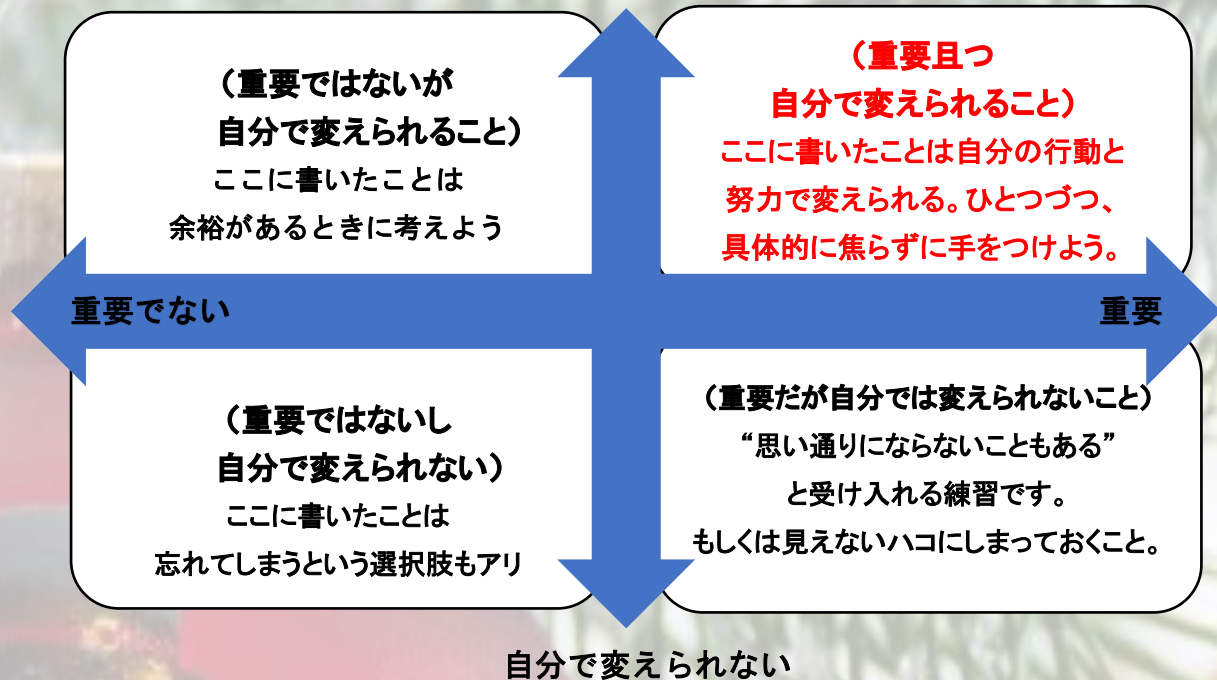 （重要ではないが
自分で変えられること）
ここに書いたことは
余裕があるときに考えよう
（重要且つ
自分で変えられること）
ここに書いたことは自分の行動と
努力で変えられる。ひとつづつ、
具体的に焦らずに手をつけよう。
重要でない
重要
（重要ではないし
自分で変えられない）
ここに書いたことは
忘れてしまうという選択肢もアリ
（重要だが自分では変えられないこと）
“思い通りにならないこともある”
と受け入れる練習です。
もしくは見えないハコにしまっておくこと。
自分で変えられない